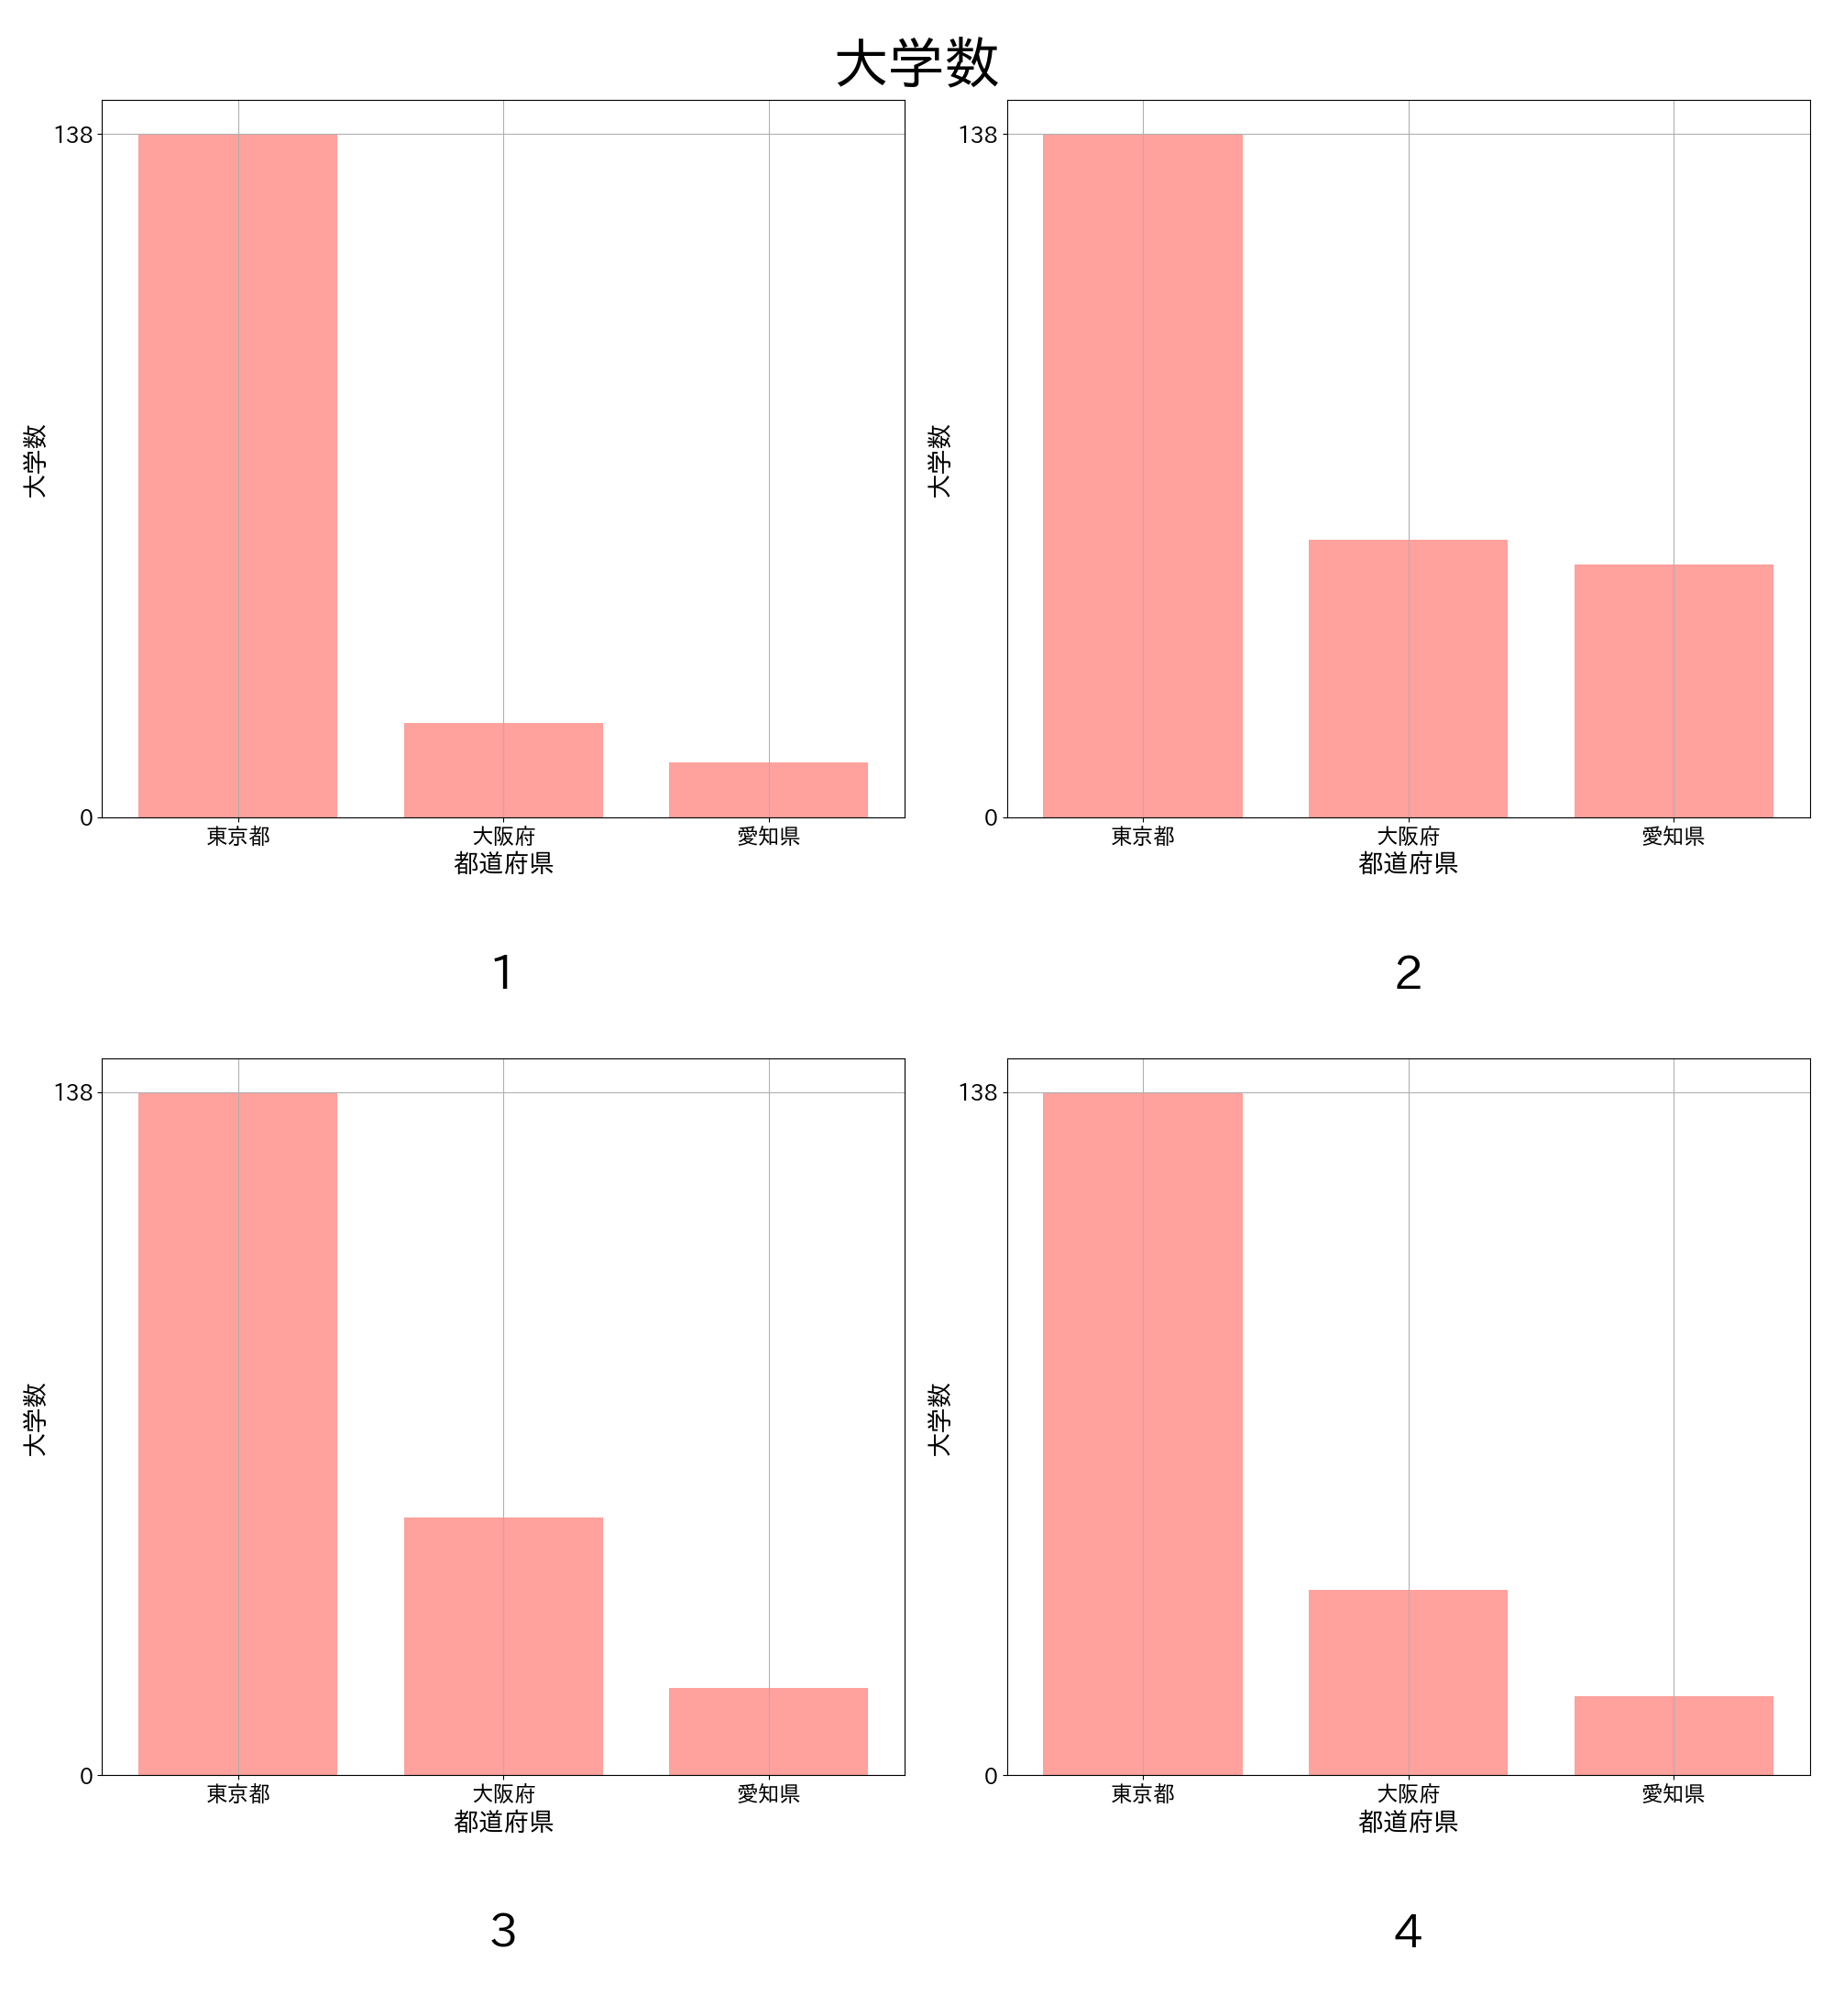 大学数
138
0
大学数
東京都 大阪府 愛知県
都道府県
1
138
0
大学数
東京都 大阪府 愛知県
都道府県
2
138
0
大学数
東京都 大阪府 愛知県
都道府県
3
138
0
大学数
東京都 大阪府 愛知県
都道府県
4